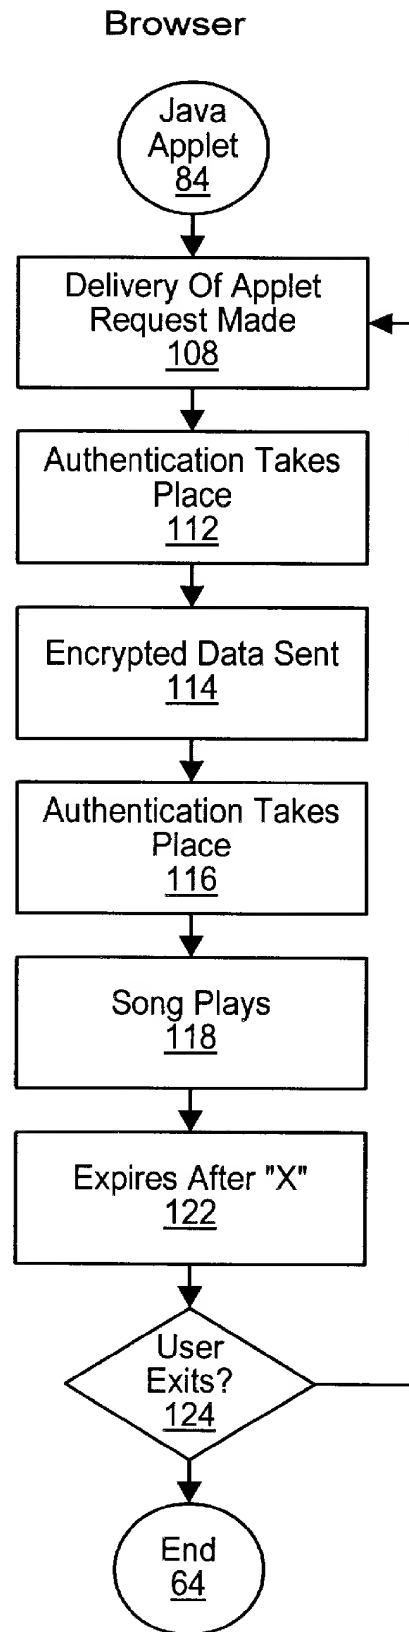 Browser
Java
Applet
84
Delivery Of Applet
Request Made
108
Authentication Takes
Place
112
Encrypted Data Sent
114
Authentication Takes
Place
116
Song Plays
118
Expires After "X"
122
User
Exits?
124
End
64